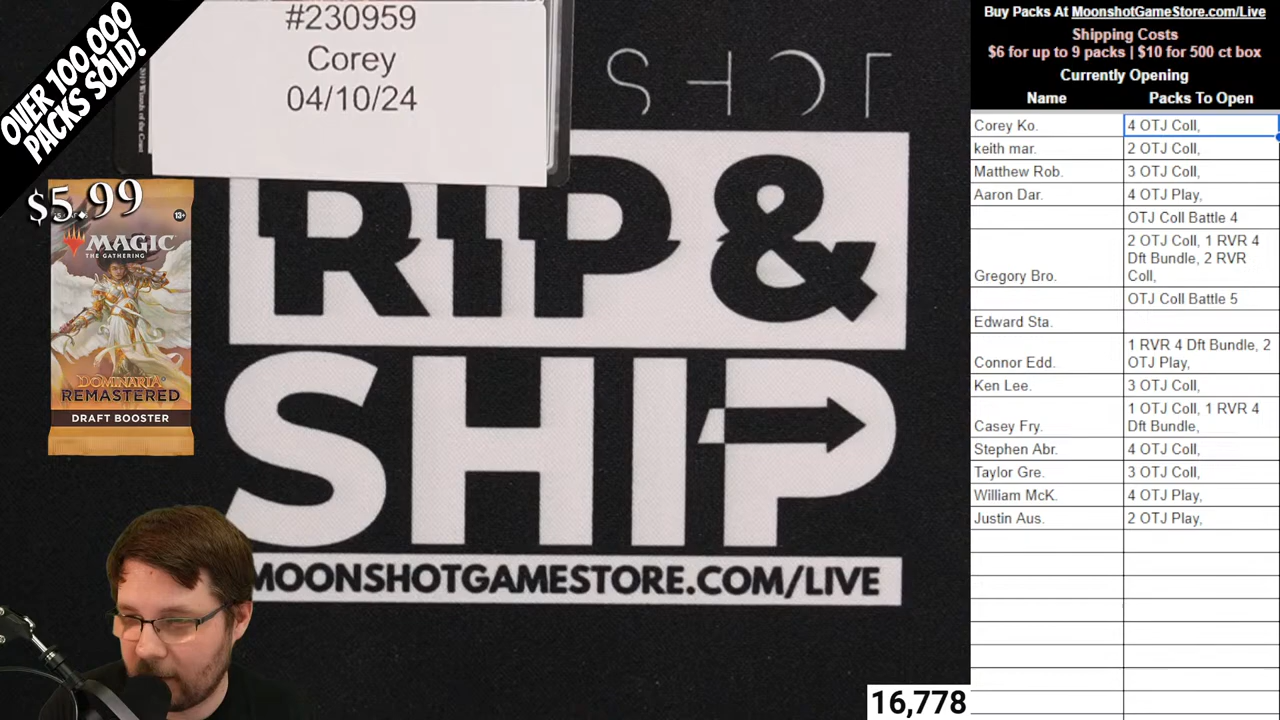 OVER 100,000
PACKS SOLD!
#230959
Corey
04/10/24
SHOT
$5.99
13+
MAGIC
THE GATHERING
DOMINARIA
REMASTERED
DRAFT BOOSTER
RIP &
SHIP
MOONSHOTGAMESTORE.COM/LIVE
16,778
Buy Packs At MoonshotGameStore.com/Live
Shipping Costs
$6 for up to 9 packs | $10 for 500 ct box
Currently Opening
Name Packs To Open
Corey Ko. 4 OTJ Coll,
keith mar. 2 OTJ Coll,
Matthew Rob. 3 OTJ Coll,
Aaron Dar. 4 OTJ Play,
OTJ Coll Battle 4
2 OTJ Coll, 1 RVR 4
Dft Bundle, 2 RVR
Gregory Bro. Coll,
OTJ Coll Battle 5
Edward Sta.
1 RVR 4 Dft Bundle, 2
Connor Edd. OTJ Play,
Ken Lee. 3 OTJ Coll,
1 OTJ Coll, 1 RVR 4
Casey Fry. Dft Bundle,
Stephen Abr. 4 OTJ Coll,
Taylor Gre. 3 OTJ Coll,
William McK. 4 OTJ Play,
Justin Aus. 2 OTJ Play,